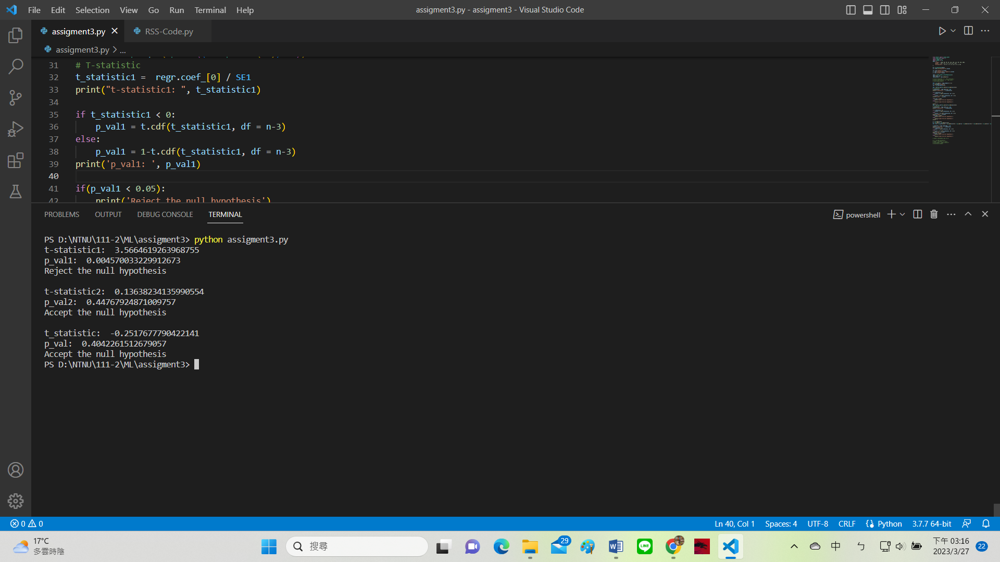 File Edit Selection View Go Run Terminal Help
assigment3.py - assigment3 - Visual Studio Code
assigment3.py
RSS-Code.py
assigment3.py > ...
31 # T-statistic
32 t_statistic1 =  regr.coef_[0] / SE1
33 print("t-statistic1: ", t_statistic1)
34
35 if t_statistic1 < 0:
36     p_val1 = t.cdf(t_statistic1, df = n-3)
37 else:
38     p_val1 = 1-t.cdf(t_statistic1, df = n-3)
39 print('p_val1: ', p_val1)
40
41 if(p_val1 < 0.05):
42     print('Reject the null hypothesis')
PROBLEMS OUTPUT DEBUG CONSOLE TERMINAL
powershell
PS D:\NTNU\111-2\ML\assigment3> python assigment3.py
t-statistic1:  3.5664619263968755
p_val1:  0.004570033229912673
Reject the null hypothesis
t-statistic2:  0.13638234135990554
p_val2:  0.44767924871009757
Accept the null hypothesis
t_statistic:  -0.2517677790422141
p_val:  0.4042261512679057
Accept the null hypothesis
PS D:\NTNU\111-2\ML\assigment3>
0 0
Ln 40, Col 1 Spaces: 4 UTF-8 CRLF Python 3.7.7 64-bit
17°C
多雲時陰
搜尋
29
LINE
中
ㄣ
下午 03:16
2023/3/27
22